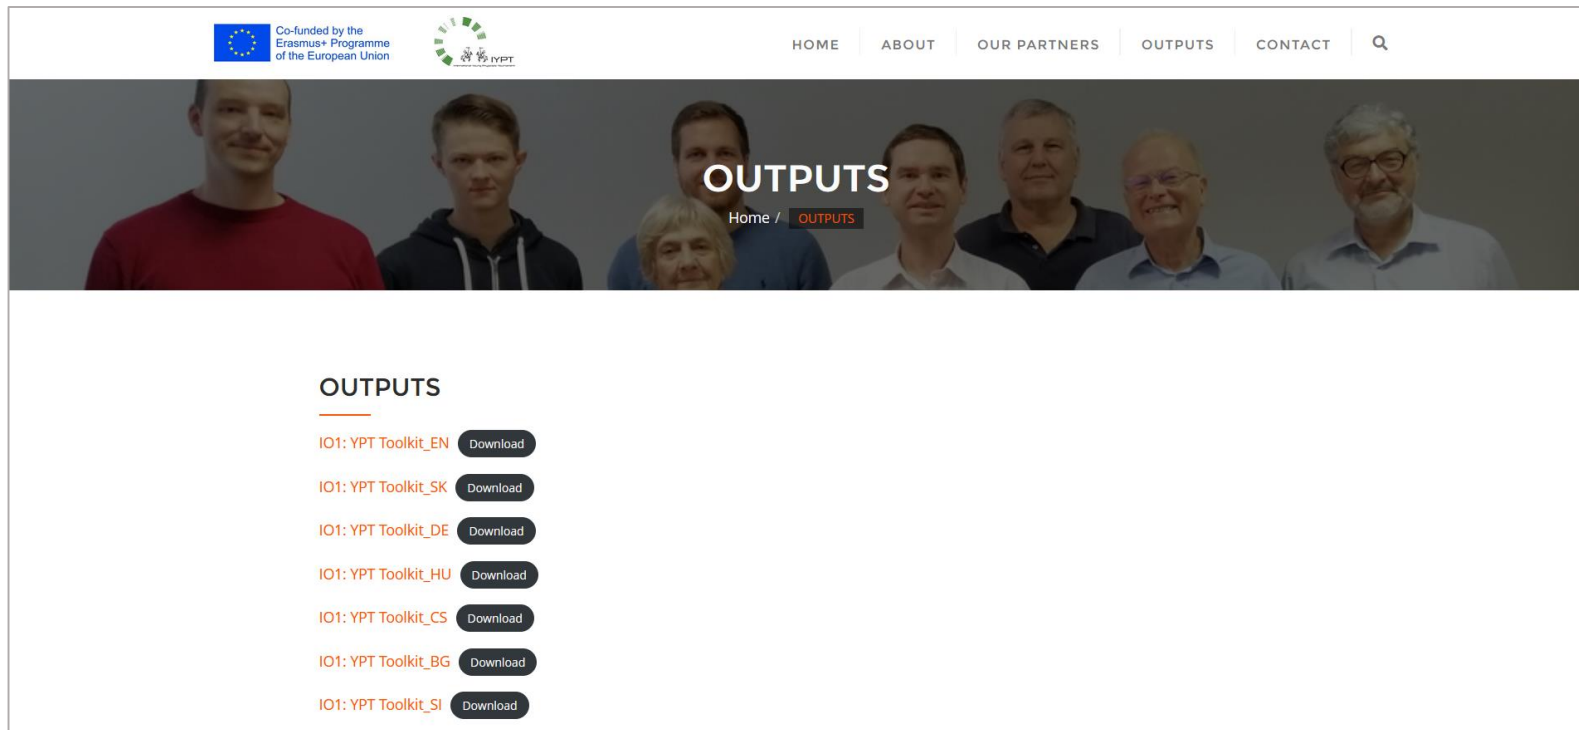 Co-funded by the
Erasmus+ Programme
of the European Union
IYPT
HOME ABOUT OUR PARTNERS OUTPUTS CONTACT
OUTPUTS
Home / OUTPUTS
OUTPUTS
IO1: YPT Toolkit_EN Download
IO1: YPT Toolkit_SK Download
IO1: YPT Toolkit_DE Download
IO1: YPT Toolkit_HU Download
IO1: YPT Toolkit_CS Download
IO1: YPT Toolkit_BG Download
IO1: YPT Toolkit_SI Download